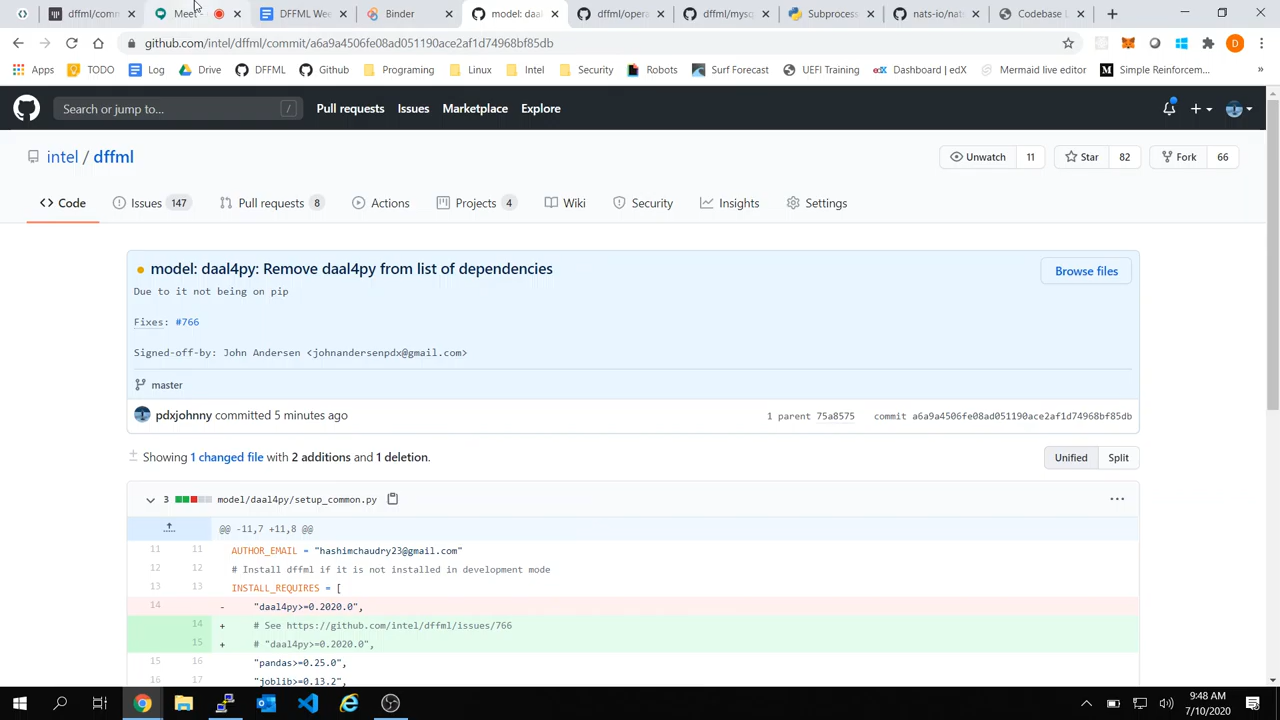 dffml/comm
Meet
DFFML Wee
Binder
model: daal
dffml/opera
dffml/mysq
Subprocess
nats-io/nats
Codebase L
github.com/intel/dffml/commit/a6a9a4506fe08ad051190ace2af1d74968bf85db
D
Apps
TODO
Log
Drive
DFFML
Github
Programing
Linux
Intel
Security
Robots
Surf Forecast
UEFI Training
edX Dashboard | edX
Mermaid live editor
M Simple Reinforcem...
»
Search or jump to... /
Pull requests
Issues
Marketplace
Explore
intel / dffml
Unwatch 11
Star 82
Fork 66
Code
Issues 147
Pull requests 8
Actions
Projects 4
Wiki
Security
Insights
Settings
model: daal4py: Remove daal4py from list of dependencies
Browse files
Due to it not being on pip
Fixes: #766
Signed-off-by: John Andersen <johnandersenpdx@gmail.com>
master
pdxjohnny committed 5 minutes ago
1 parent 75a8575 commit a6a9a4506fe08ad051190ace2af1d74968bf85db
Showing 1 changed file with 2 additions and 1 deletion.
Unified Split
3 model/daal4py/setup_common.py
@@ -11,7 +11,8 @@
11 11 AUTHOR_EMAIL = "hashimchaudry23@gmail.com"
12 12 # Install dffml if it is not installed in development mode
13 13 INSTALL_REQUIRES = [
14 - "daal4py>=0.2020.0",
14 + # See https://github.com/intel/dffml/issues/766
15 + # "daal4py>=0.2020.0",
15 16 "pandas>=0.25.0",
16 17 "joblib>=0.13.2",
9:48 AM
7/10/2020